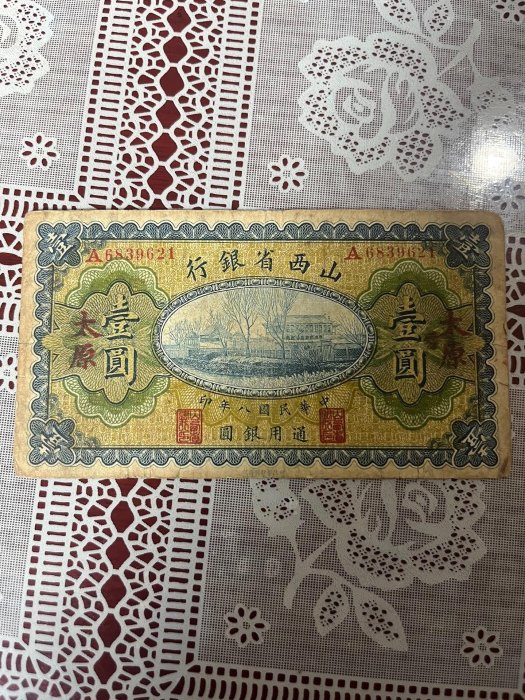 A6839621
A6839621
山西省銀行
壹
壹
太原
壹圓
壹圓
太原
中華民國八年印
通用銀圓